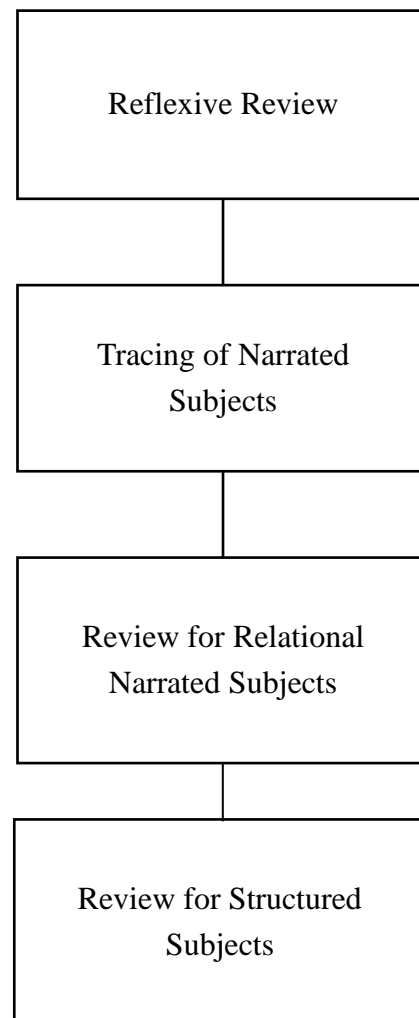 Reflexive Review
Tracing of Narrated
Subjects
Review for Relational
Narrated Subjects
Review for Structured
Subjects